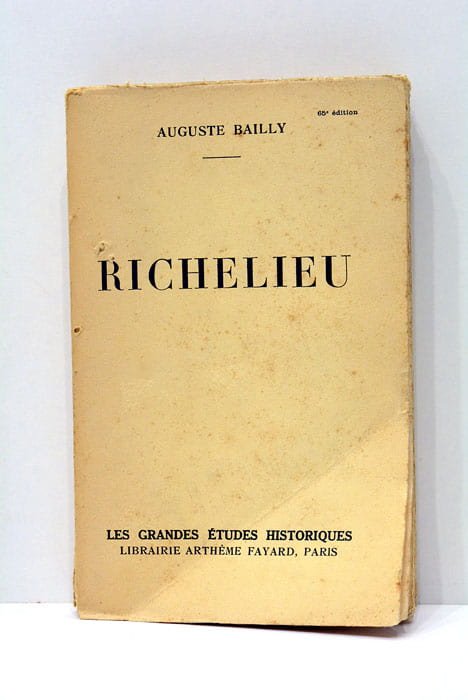 65e édition
AUGUSTE BAILLY
RICHELIEU
LES GRANDES ÉTUDES HISTORIQUES
LIBRAIRIE ARTHÈME FAYARD, PARIS